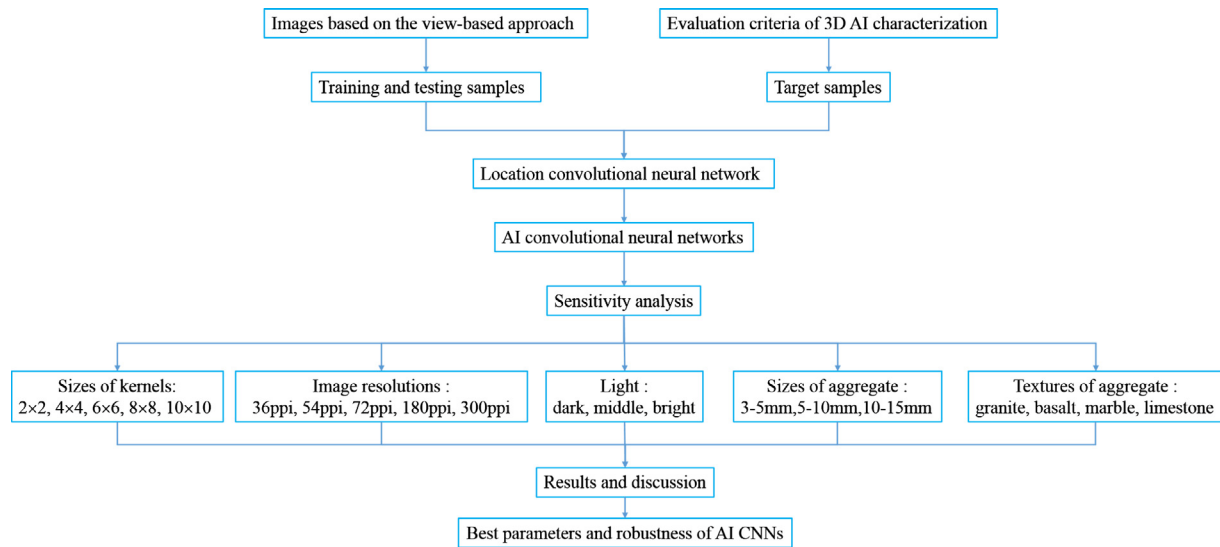 Images based on the view-based approach
Evaluation criteria of 3D AI characterization
Training and testing samples
Target samples
Location convolutional neural network
AI convolutional neural networks
Sensitivity analysis
Sizes of kernels:
2×2, 4×4, 6×6, 8×8, 10×10
Image resolutions :
36ppi, 54ppi, 72ppi, 180ppi, 300ppi
Light :
dark, middle, bright
Sizes of aggregate :
3-5mm,5-10mm,10-15mm
Textures of aggregate :
granite, basalt, marble, limestone
Results and discussion
Best parameters and robustness of AI CNNs